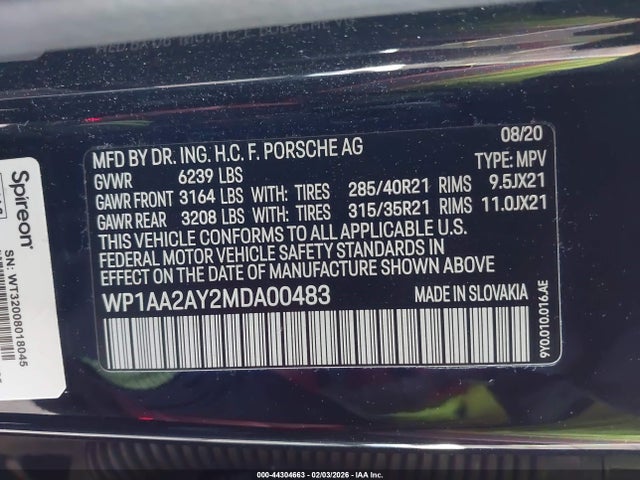 08/20
MFD BY DR. ING. H.C. F. PORSCHE AG
GVWR 6239 LBS TYPE: MPV
GAWR FRONT 3164 LBS WITH: TIRES 285/40R21 RIMS 9.5JX21
GAWR REAR 3208 LBS WITH: TIRES 315/35R21 RIMS 11.0JX21
THIS VEHICLE CONFORMS TO ALL APPLICABLE U.S.
FEDERAL MOTOR VEHICLE SAFETY STANDARDS IN
EFFECT ON THE DATE OF MANUFACTURE SHOWN ABOVE.
WP1AA2AY2MDA00483 MADE IN SLOVAKIA
9Y0.010.016.AE
Spireon
SN: WT32008018045
000-44304663 - 02/03/2026 - IAA Inc.